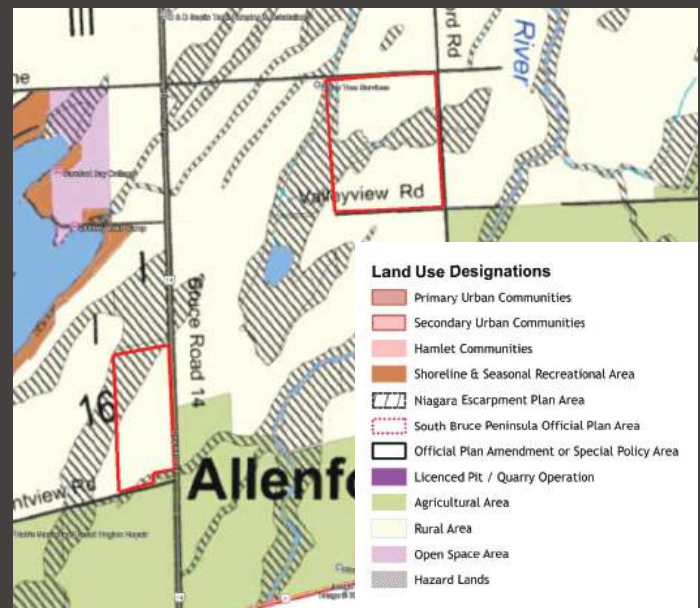 III
ne
ord Rd
River
Valleyview Rd
I
14
Bruce Road 14
I
16
ntview Rd
Allenfo
14
Land Use Designations
Primary Urban Communities
Secondary Urban Communities
Hamlet Communities
Shoreline & Seasonal Recreational Area
Niagara Escarpment Plan Area
South Bruce Peninsula Official Plan Area
Official Plan Amendment or Special Policy Area
Licenced Pit / Quarry Operation
Agricultural Area
Rural Area
Open Space Area
Hazard Lands